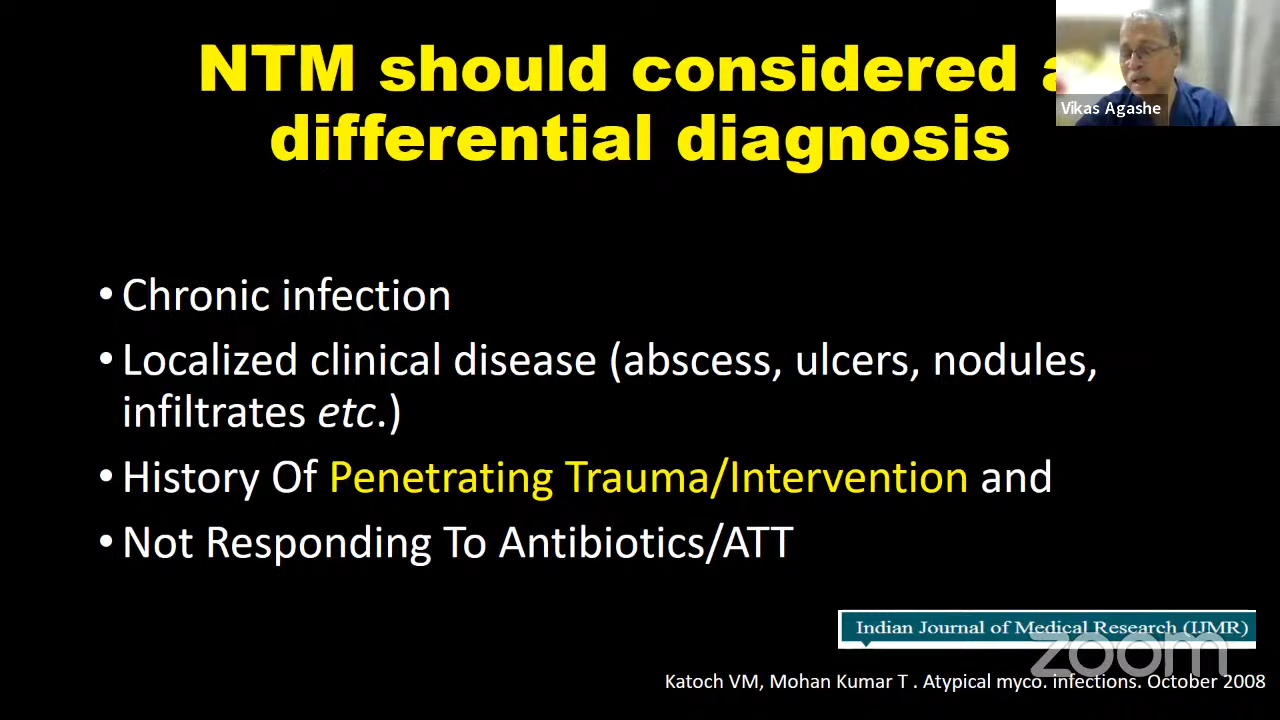 NTM should considered a
differential diagnosis
Vikas Agashe
• Chronic infection
• Localized clinical disease (abscess, ulcers, nodules,
infiltrates etc.)
• History Of Penetrating Trauma/Intervention and
• Not Responding To Antibiotics/ATT
Indian Journal of Medical Research (IJMR)
zoom
Katoch VM, Mohan Kumar T . Atypical myco. infections. October 2008